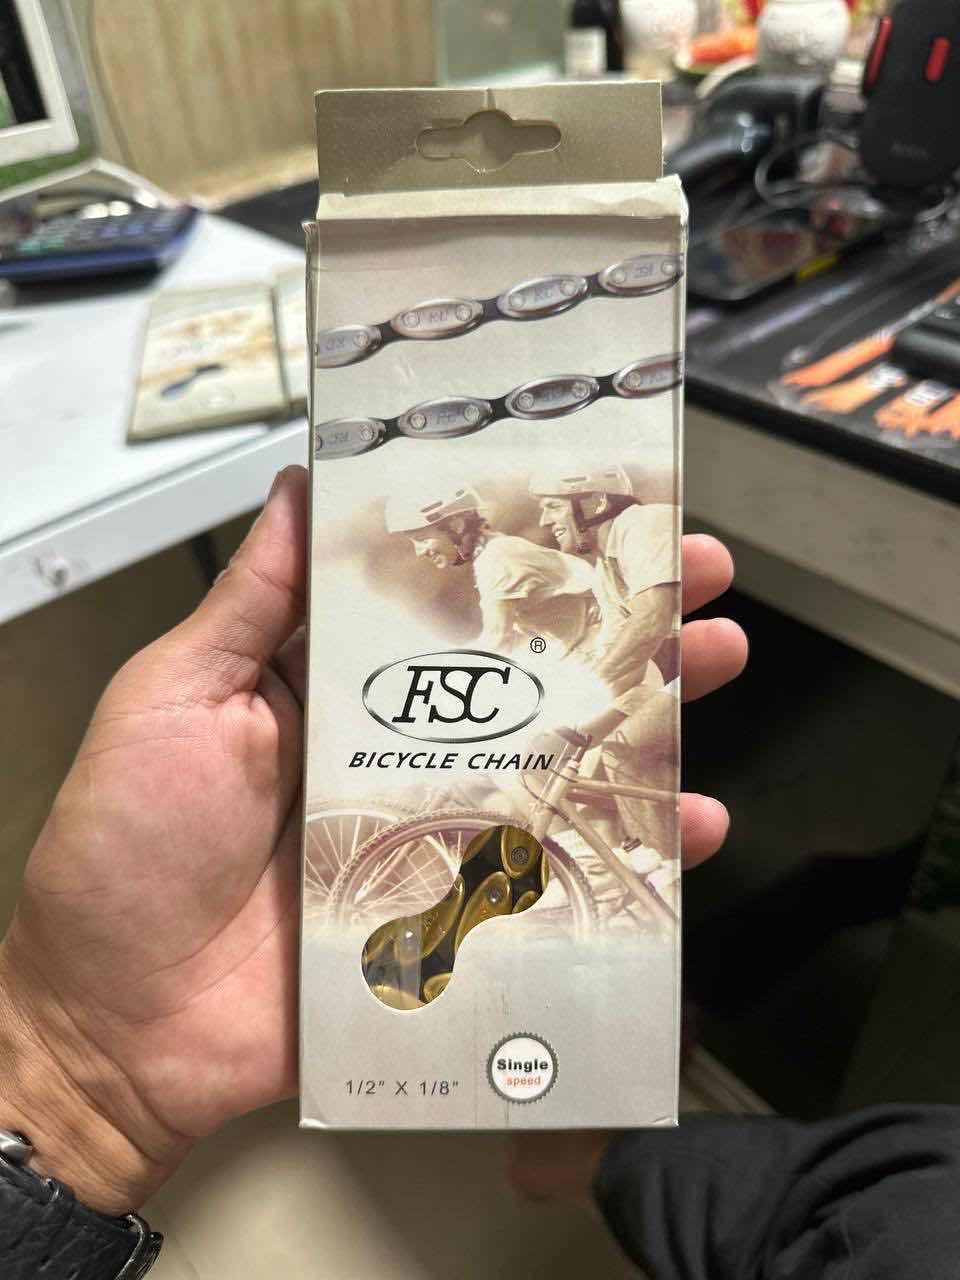 FSC
®
BICYCLE CHAIN
1/2" X 1/8"
Single
speed